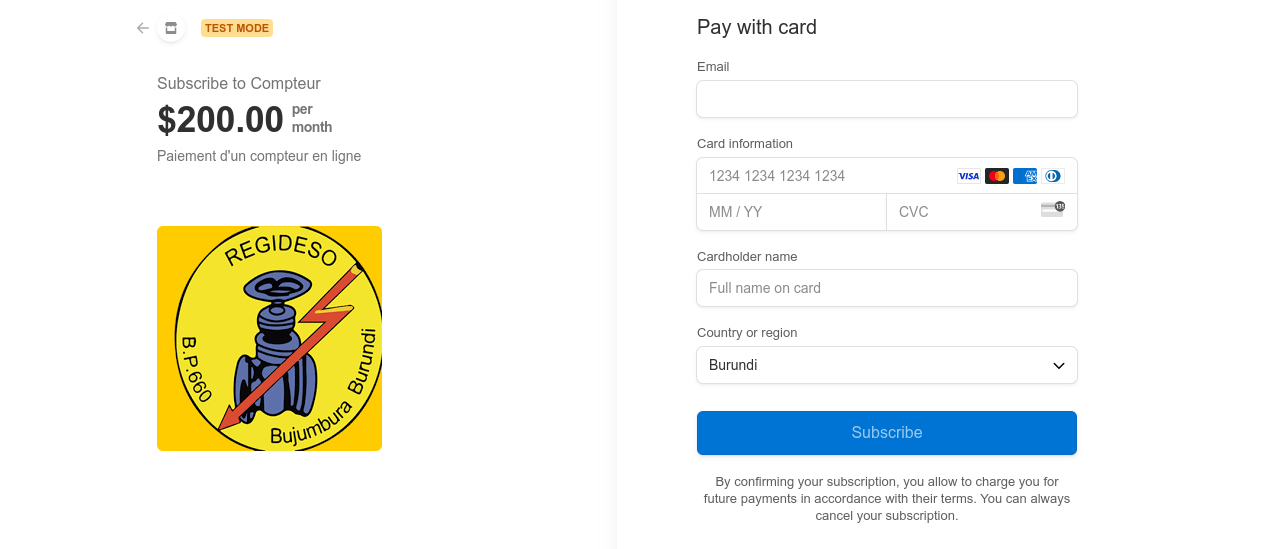 TEST MODE
Subscribe to Compteur
$200.00 per
month
Paiement d'un compteur en ligne
REGIDESO
B.P.660
Bujumbura Burundi
Pay with card
Email
Card information
1234 1234 1234 1234
VISA
MM / YY
CVC
135
Cardholder name
Full name on card
Country or region
Burundi
Subscribe
By confirming your subscription, you allow to charge you for
future payments in accordance with their terms. You can always
cancel your subscription.